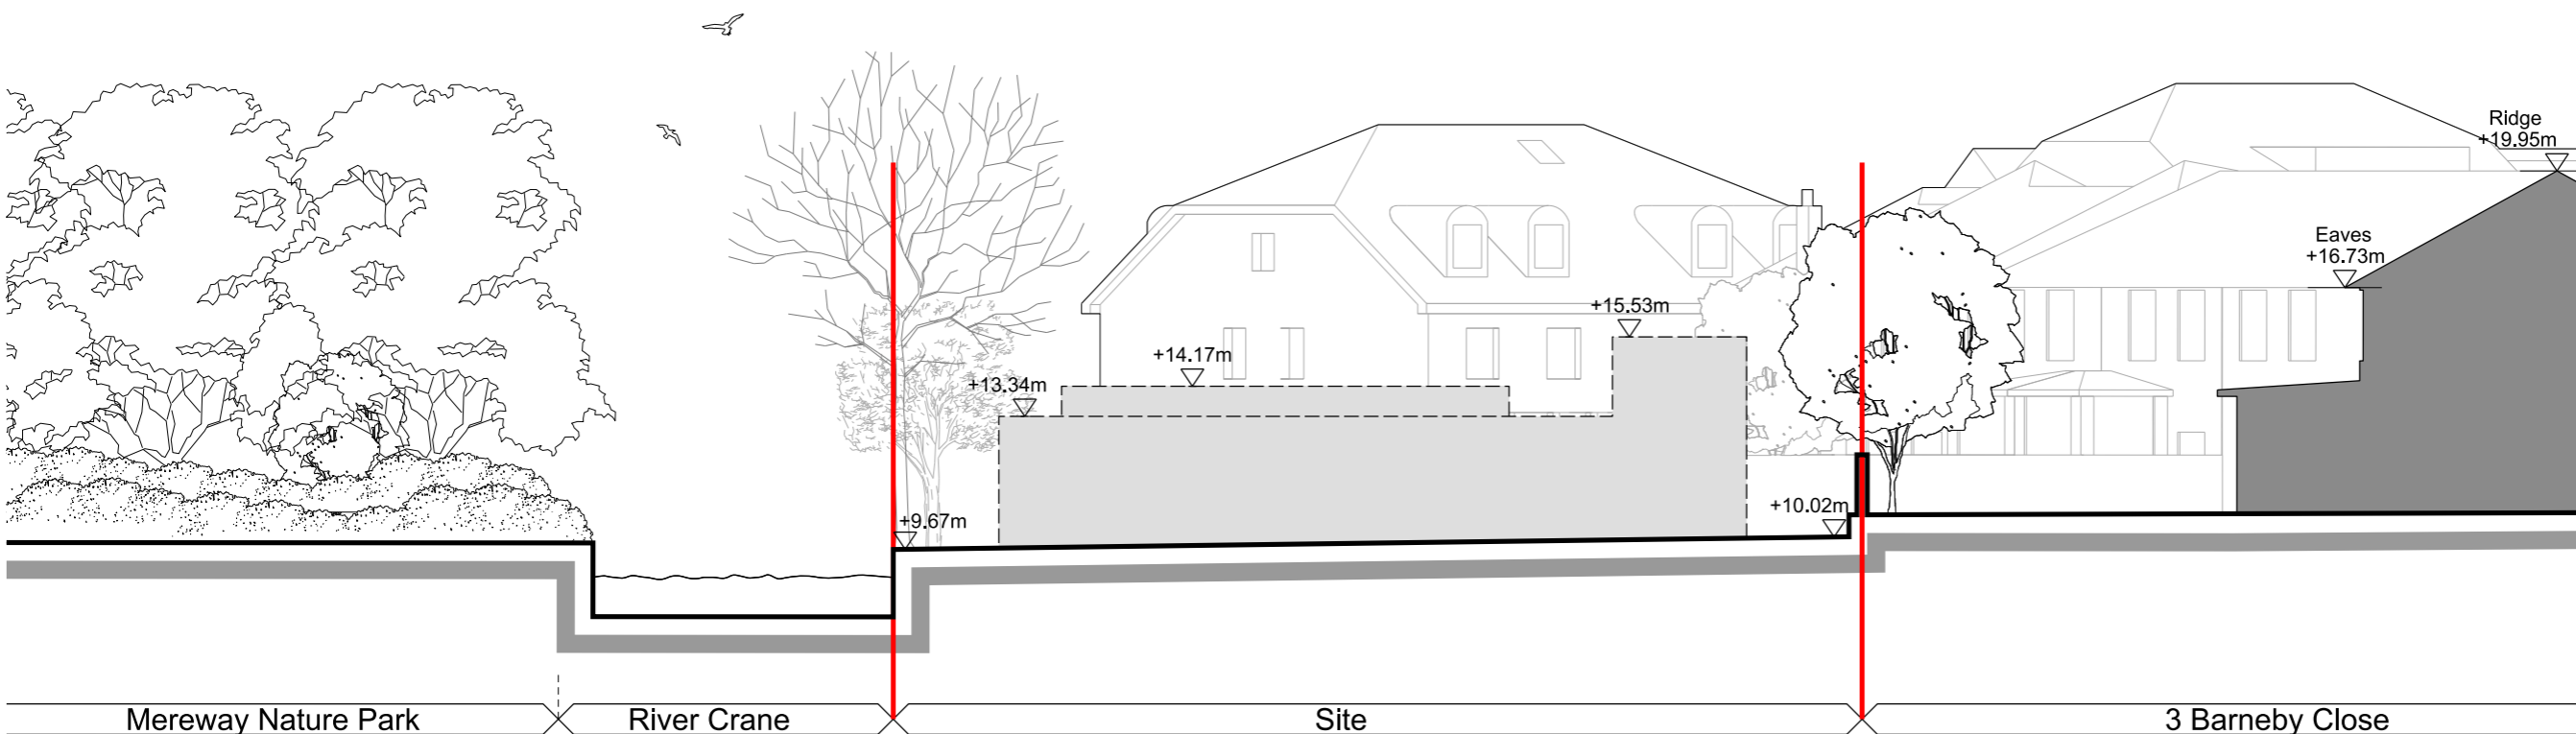 Ridge
+19.95m
Eaves
+16.73m
+15.53m
+14.17m
+13.34m
+10.02m
+9.67m
Mereway Nature Park
River Crane
Site
3 Barneby Close